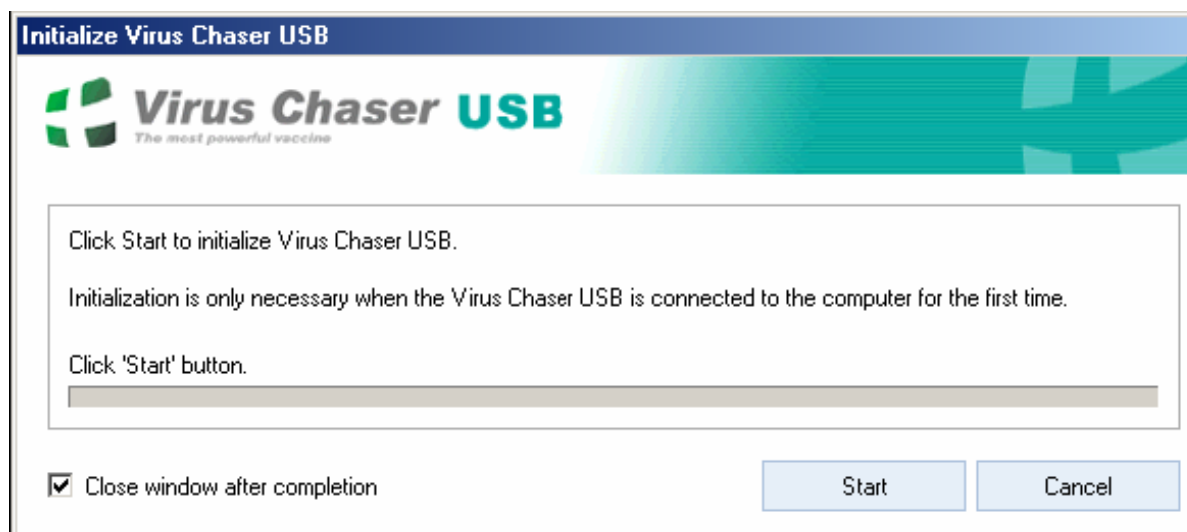 Initialize Virus Chaser USB
Virus Chaser USB
The most powerful vaccine
Click Start to initialize Virus Chaser USB.
Initialization is only necessary when the Virus Chaser USB is connected to the computer for the first time.
Click 'Start' button.
Close window after completion
Start
Cancel